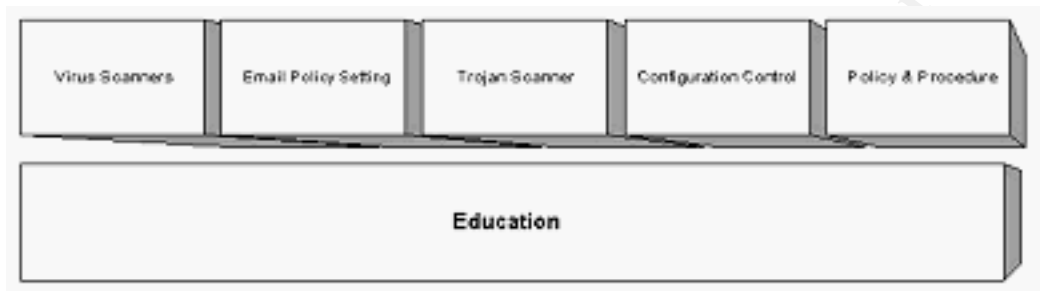 Virus Scanners
Email Policy Setting
Trojan Scanner
Configuration Control
Policy & Procedure
Education